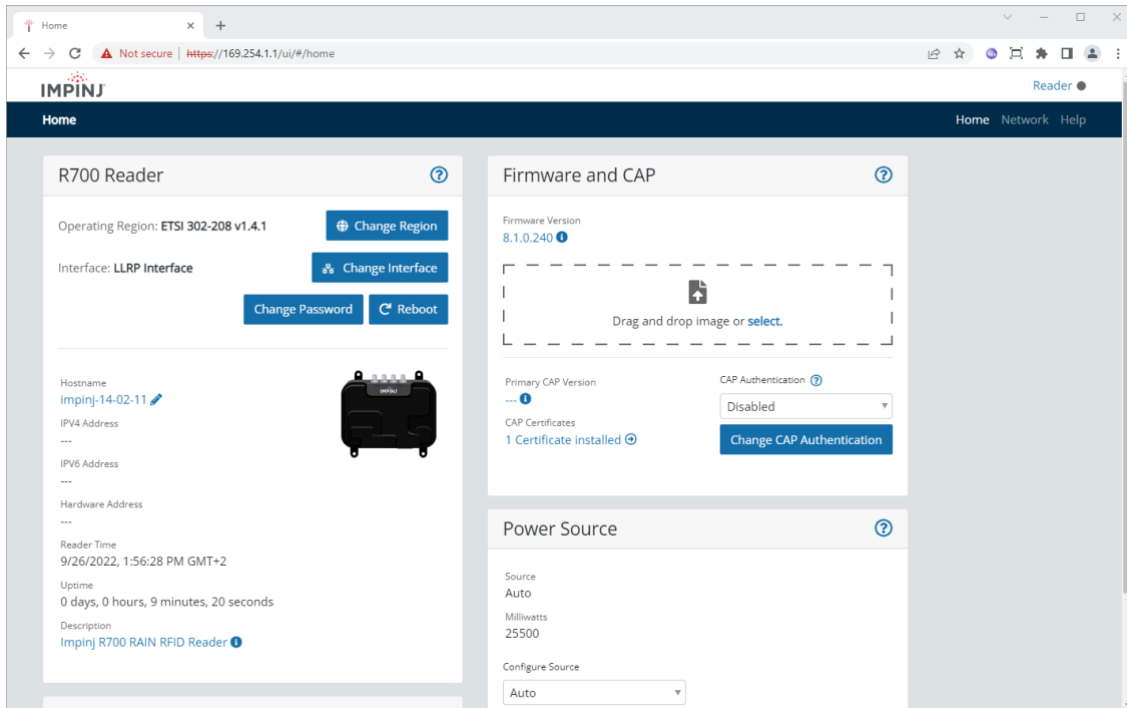 Home
Not secure | https://169.254.1.1/ui/#/home
IMPINJ
Reader
Home
Home Network Help
R700 Reader
Operating Region: ETSI 302-208 v1.4.1
Change Region
Interface: LLRP Interface
Change Interface
Change Password
Reboot
Hostname
impinj-14-02-11
IPV4 Address
---
IPV6 Address
---
Hardware Address
---
Reader Time
9/26/2022, 1:56:28 PM GMT+2
Uptime
0 days, 0 hours, 9 minutes, 20 seconds
Description
Impinj R700 RAIN RFID Reader
IMPINJ
Firmware and CAP
Firmware Version
8.1.0.240
Drag and drop image or select.
Primary CAP Version
---
CAP Certificates
1 Certificate installed
CAP Authentication
Disabled
Change CAP Authentication
Power Source
Source
Auto
Milliwatts
25500
Configure Source
Auto